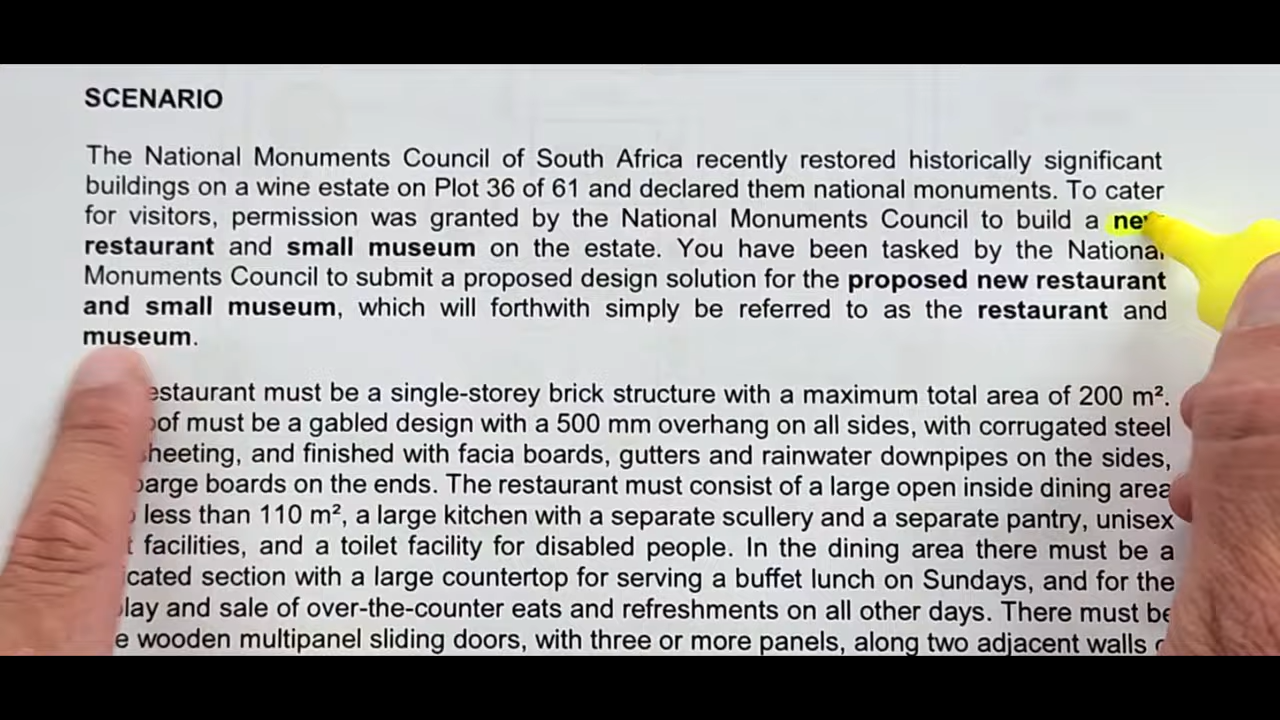 SCENARIO
The National Monuments Council of South Africa recently restored historically significant
buildings on a wine estate on Plot 36 of 61 and declared them national monuments. To cater
for visitors, permission was granted by the National Monuments Council to build a new
restaurant and small museum on the estate. You have been tasked by the National
Monuments Council to submit a proposed design solution for the proposed new restaurant
and small museum, which will forthwith simply be referred to as the restaurant and
museum.
restaurant must be a single-storey brick structure with a maximum total area of 200 m².
must be a gabled design with a 500 mm overhang on all sides, with corrugated steel
sheeting, and finished with facia boards, gutters and rainwater downpipes on the sides,
barge boards on the ends. The restaurant must consist of a large open inside dining area
less than 110 m², a large kitchen with a separate scullery and a separate pantry, unisex
facilities, and a toilet facility for disabled people. In the dining area there must be a
section with a large countertop for serving a buffet lunch on Sundays, and for the
and sale of over-the-counter eats and refreshments on all other days. There must be
wooden multipanel sliding doors, with three or more panels, along two adjacent walls